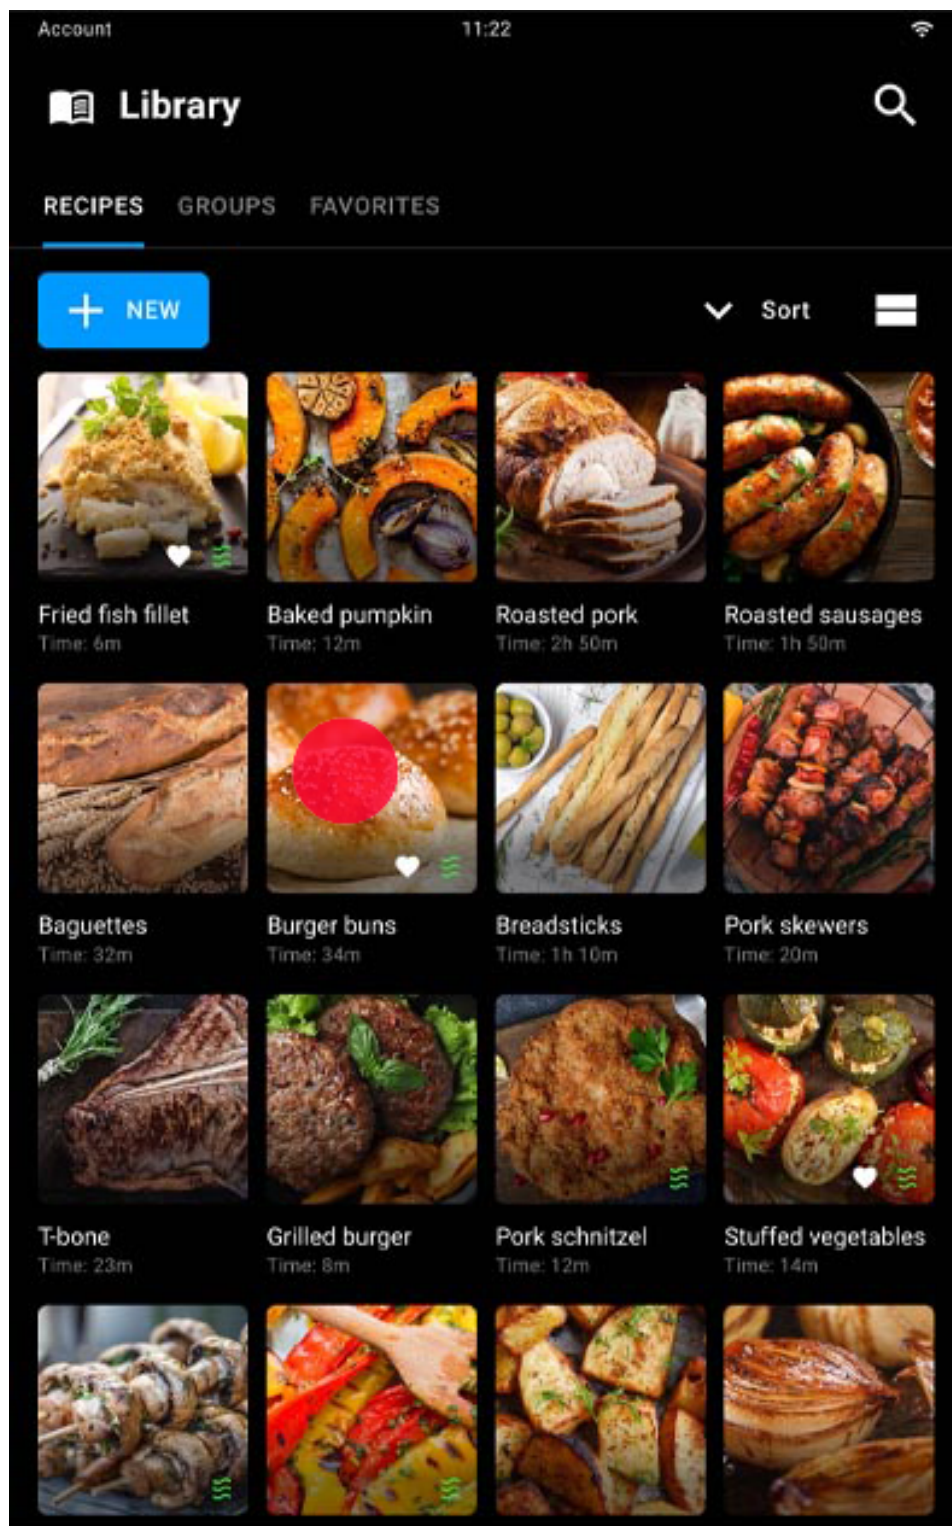 Account 11:22
Library
RECIPES GROUPS FAVORITES
NEW Sort
Fried fish fillet Baked pumpkin Roasted pork Roasted sausages
Time: 6m Time: 12m Time: 2h 50m Time: 1h 50m
Baguettes Burger buns Breadsticks Pork skewers
Time: 32m Time: 34m Time: 1h 10m Time: 20m
T-bone Grilled burger Pork schnitzel Stuffed vegetables
Time: 23m Time: 8m Time: 12m Time: 14m